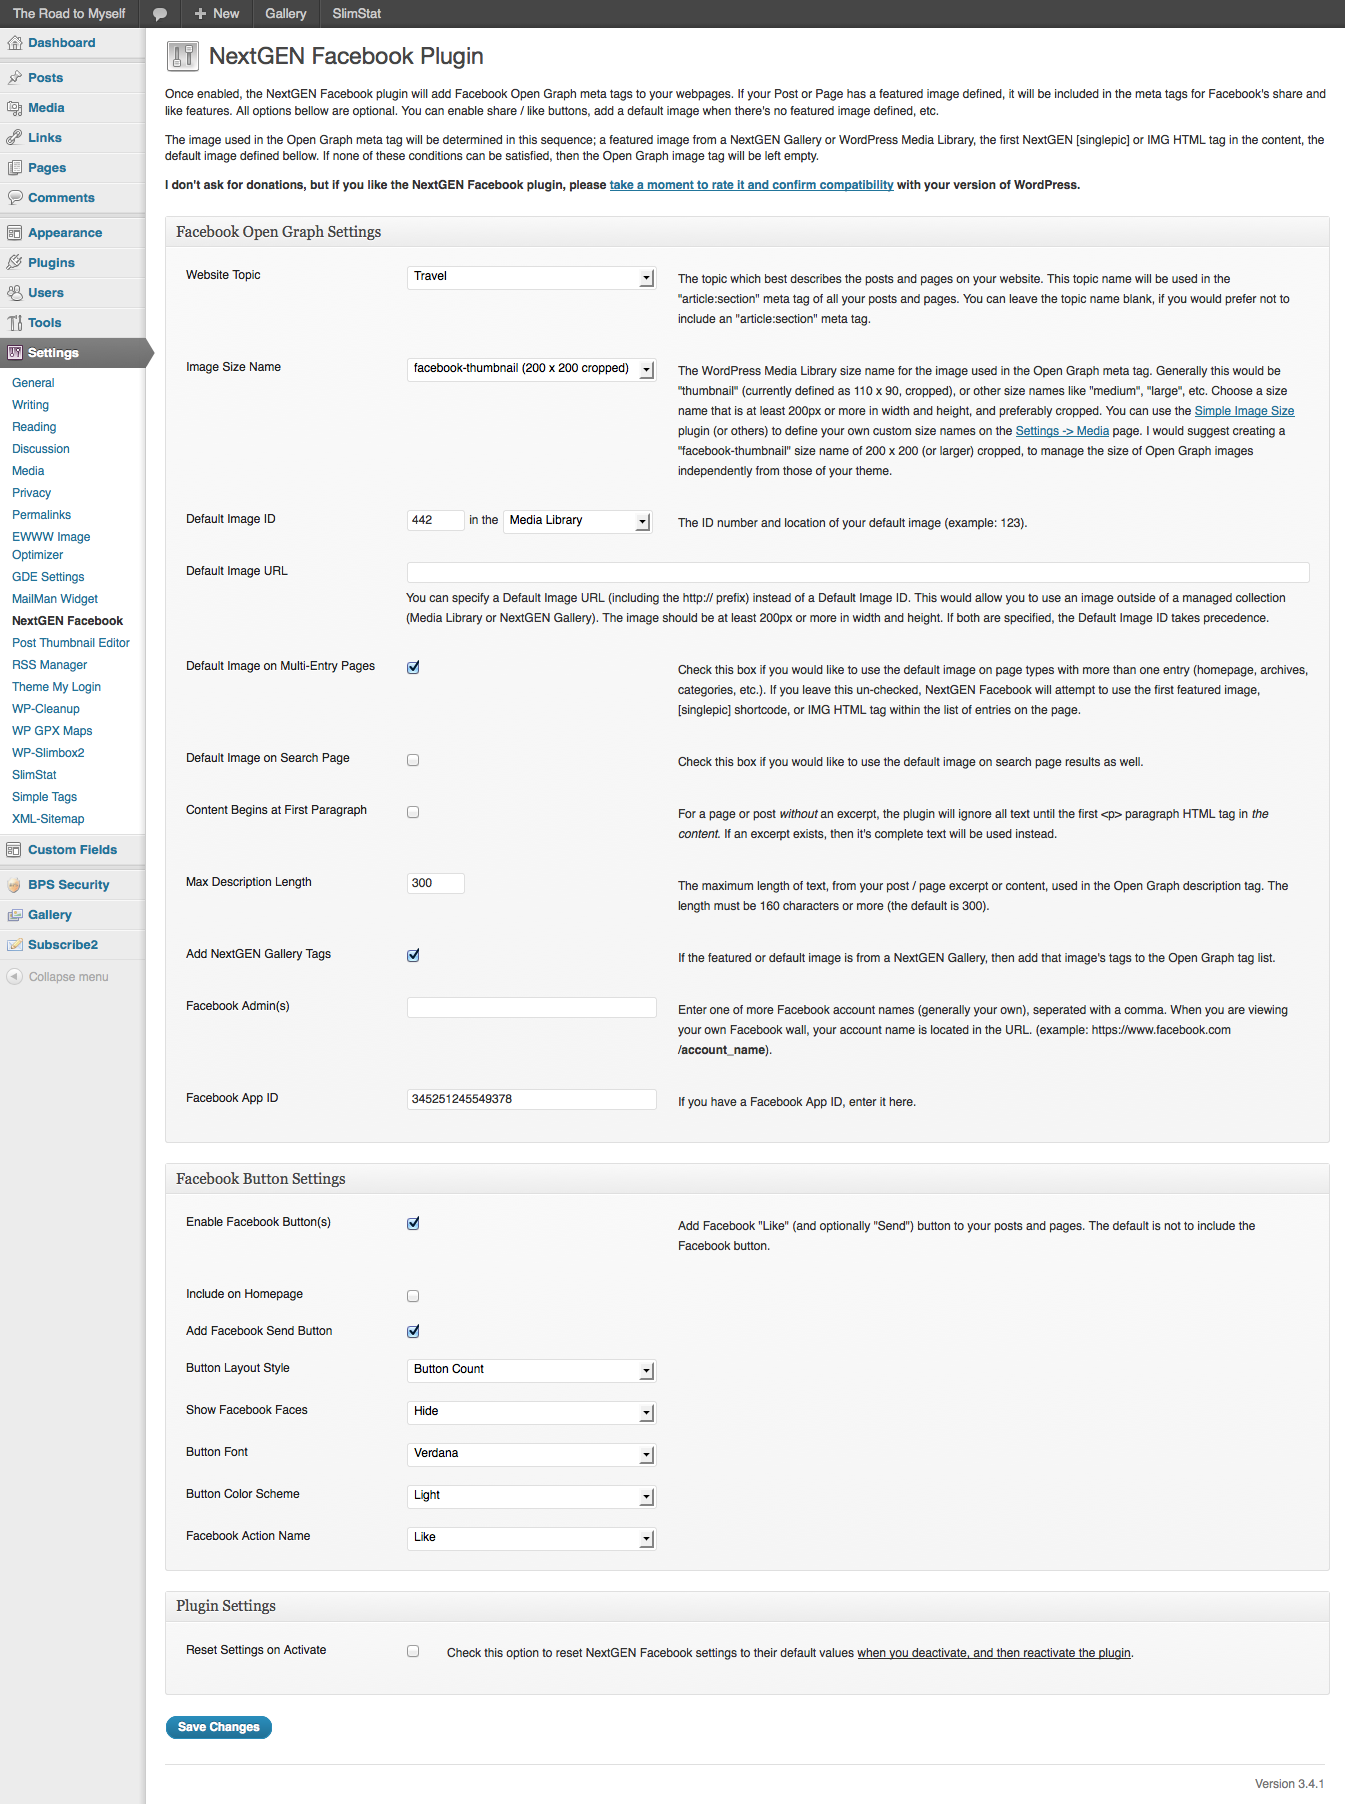 The Road to Myself
New
Gallery
SlimStat
Dashboard
Posts
Media
Links
Pages
Comments
Appearance
Plugins
Users
Tools
Settings
General
Writing
Reading
Discussion
Media
Privacy
Permalinks
EWWW Image
Optimizer
GDE Settings
MailMan Widget
NextGEN Facebook
Post Thumbnail Editor
RSS Manager
Theme My Login
WP-Cleanup
WP GPX Maps
WP-Slimbox2
SlimStat
Simple Tags
XML-Sitemap
Custom Fields
BPS Security
Gallery
Subscribe2
Collapse menu
NextGEN Facebook Plugin
Once enabled, the NextGEN Facebook plugin will add Facebook Open Graph meta tags to your webpages. If your Post or Page has a featured image defined, it will be included in the meta tags for Facebook's share and
like features. All options bellow are optional. You can enable share / like buttons, add a default image when there's no featured image defined, etc.
The image used in the Open Graph meta tag will be determined in this sequence; a featured image from a NextGEN Gallery or WordPress Media Library, the first NextGEN [singlepic] or IMG HTML tag in the content, the
default image defined bellow. If none of these conditions can be satisfied, then the Open Graph image tag will be left empty.
I don't ask for donations, but if you like the NextGEN Facebook plugin, please take a moment to rate it and confirm compatibility with your version of WordPress.
Facebook Open Graph Settings
Website Topic
Travel
The topic which best describes the posts and pages on your website. This topic name will be used in the
"article:section" meta tag of all your posts and pages. You can leave the topic name blank, if you would prefer not to
include an "article:section" meta tag.
Image Size Name
facebook-thumbnail (200 x 200 cropped)
The WordPress Media Library size name for the image used in the Open Graph meta tag. Generally this would be
"thumbnail" (currently defined as 110 x 90, cropped), or other size names like "medium", "large", etc. Choose a size
name that is at least 200px or more in width and height, and preferably cropped. You can use the Simple Image Size
plugin (or others) to define your own custom size names on the Settings -> Media page. I would suggest creating a
"facebook-thumbnail" size name of 200 x 200 (or larger) cropped, to manage the size of Open Graph images
independently from those of your theme.
Default Image ID
442 in the Media Library
The ID number and location of your default image (example: 123).
Default Image URL
You can specify a Default Image URL (including the http:// prefix) instead of a Default Image ID. This would allow you to use an image outside of a managed collection
(Media Library or NextGEN Gallery). The image should be at least 200px or more in width and height. If both are specified, the Default Image ID takes precedence.
Default Image on Multi-Entry Pages
Check this box if you would like to use the default image on page types with more than one entry (homepage, archives,
categories, etc.). If you leave this un-checked, NextGEN Facebook will attempt to use the first featured image,
[singlepic] shortcode, or IMG HTML tag within the list of entries on the page.
Default Image on Search Page
Check this box if you would like to use the default image on search page results as well.
Content Begins at First Paragraph
For a page or post without an excerpt, the plugin will ignore all text until the first <p> paragraph HTML tag in the
content. If an excerpt exists, then it's complete text will be used instead.
Max Description Length
300
The maximum length of text, from your post / page excerpt or content, used in the Open Graph description tag. The
length must be 160 characters or more (the default is 300).
Add NextGEN Gallery Tags
If the featured or default image is from a NextGEN Gallery, then add that image's tags to the Open Graph tag list.
Facebook Admin(s)
Enter one of more Facebook account names (generally your own), seperated with a comma. When you are viewing
your own Facebook wall, your account name is located in the URL. (example: https://www.facebook.com
/account_name).
Facebook App ID
345251245549378
If you have a Facebook App ID, enter it here.
Facebook Button Settings
Enable Facebook Button(s)
Add Facebook "Like" (and optionally "Send") button to your posts and pages. The default is not to include the
Facebook button.
Include on Homepage
Add Facebook Send Button
Button Layout Style
Button Count
Show Facebook Faces
Hide
Button Font
Verdana
Button Color Scheme
Light
Facebook Action Name
Like
Plugin Settings
Reset Settings on Activate
Check this option to reset NextGEN Facebook settings to their default values when you deactivate, and then reactivate the plugin.
Save Changes
Version 3.4.1